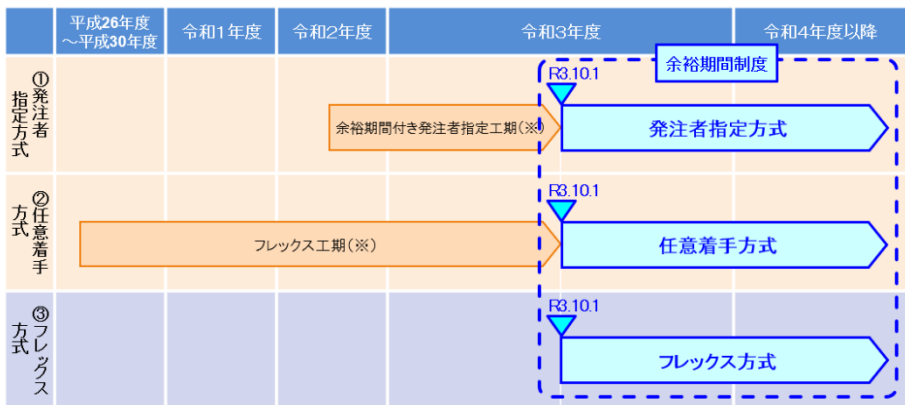 平成26年度
～平成30年度
令和1年度
令和2年度
令和3年度
令和4年度以降
余裕期間制度
①発注者
指定方式
R3.10.1
余裕期間付き発注者指定工期(※)
発注者指定方式
②任意着手
方式
R3.10.1
フレックス工期(※)
任意着手方式
③フレックス
方式
R3.10.1
フレックス方式